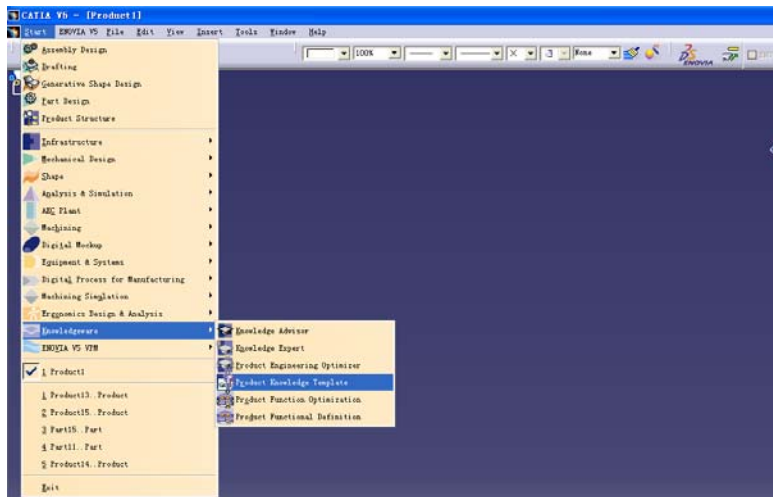 CATIA V5 - [Product1]
Start ENOVIA V5 File Edit View Insert Tools Window Help
100% 3 None
ENOVIA
Assembly Design
Drafting
Generative Shape Design
Part Design
Product Structure
Infrastructure
Mechanical Design
Shape
Analysis & Simulation
AEC Plant
Machining
Digital Mockup
Equipment & Systems
Digital Process for Manufacturing
Machining Simulation
Ergonomics Design & Analysis
Knowledgeware
ENOVIA V5 VPM
Knowledge Advisor
Knowledge Expert
Product Engineering Optimizer
Product Knowledge Template
Product Function Optimization
Product Functional Definition
1 Product1
1 Product13..Product
2 Product15..Product
3 Part15..Part
4 Part11..Part
5 Product14..Product
Exit